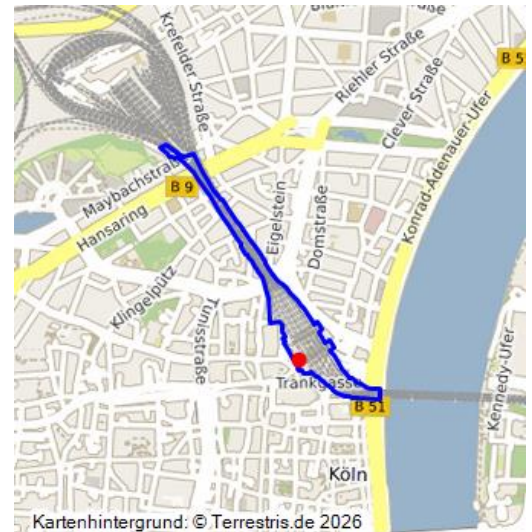 Krefelder Straße
Riehler Straße
B 5
Clever Straße
Konrad-Adenauer-Ufer
Maybachstraß
B 9
Hansaring
Eigelstein
Domstraße
Klingelpütz
Tunisstraße
Trankgasse
B 51
Kennedy-Ufer
Köln
Kartenhintergrund: © Terrestris.de 2026